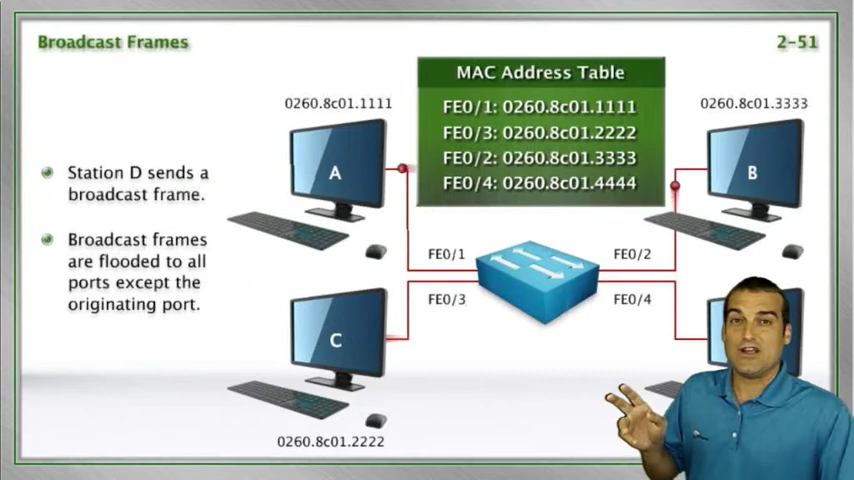 Broadcast Frames
2-51
MAC Address Table
FE0/1: 0260.8c01.1111
FE0/3: 0260.8c01.2222
FE0/2: 0260.8c01.3333
FE0/4: 0260.8c01.4444
0260.8c01.1111
0260.8c01.3333
A
B
Station D sends a
broadcast frame.
Broadcast frames
are flooded to all
ports except the
originating port.
FE0/1
FE0/2
FE0/3
FE0/4
C
0260.8c01.2222